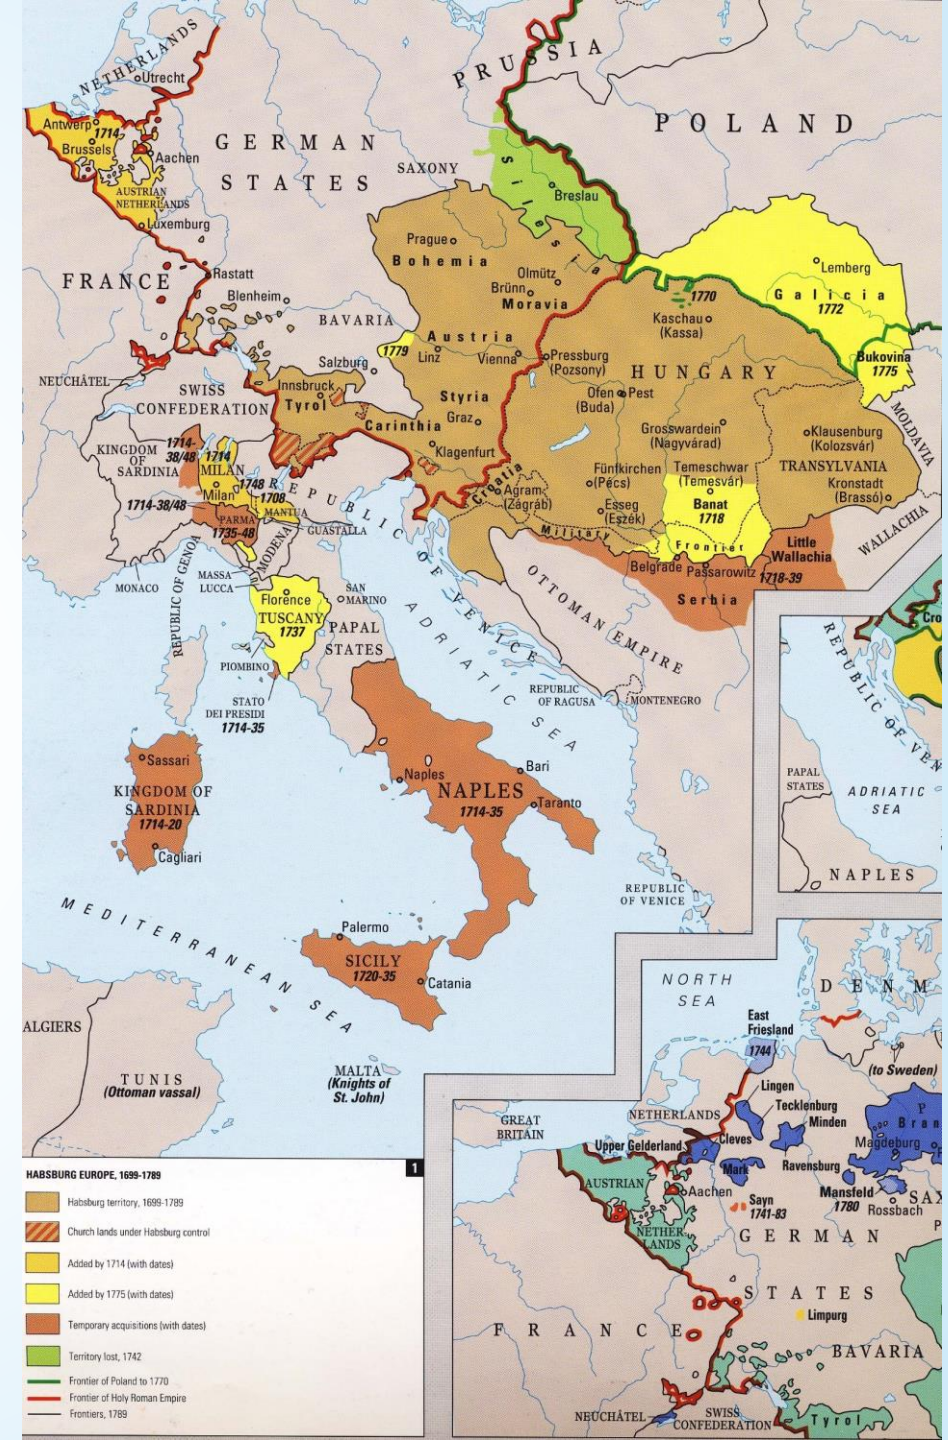 NETHERLANDS
Utrecht
PRUSSIA
POLAND
Antwerp
1714
Brussels
Aachen
AUSTRIAN
NETHERLANDS
Luxemburg
GERMAN
STATES
SAXONY
Silesia
Breslau
FRANCE
Rastatt
Blenheim
BAVARIA
Prague
Bohemia
Olmütz
Brünn
Moravia
Lemberg
Galicia
1772
1770
Kaschau
(Kassa)
Bukovina
1775
MOLDAVIA
NEUCHÂTEL
SWISS
CONFEDERATION
Salzburg
1779
Austria
Linz
Vienna
Pressburg
(Pozsony)
HUNGARY
Innsbruck
Tyrol
Styria
Graz
Carinthia
Klagenfurt
Ofen
(Buda)
Pest
Grosswardein
(Nagyvárad)
Klausenburg
(Kolozsvár)
TRANSYLVANIA
Kronstadt
(Brassó)
WALLACHIA
KINGDOM
OF
SARDINIA
1714-
38/48
1714
MILAN
Milan
1748
1708
MANTUA
1714-38/48
PARMA
1735-48
MODENA
GUASTALLA
REPUBLIC OF VENICE
Croatia
Agram
(Zágráb)
Fünfkirchen
(Pécs)
Esseg
(Eszék)
Temeschwar
(Temesvár)
Banat
1718
Military
Frontier
Little
Wallachia
1718-39
Belgrade
Passarowitz
Serbia
OTTOMAN EMPIRE
MONACO
REPUBLIC OF GENOA
MASSA
LUCCA
Florence
TUSCANY
1737
SAN
MARINO
PAPAL
STATES
PIOMBINO
STATO
DEI PRESIDI
1714-35
ADRIATIC SEA
REPUBLIC
OF RAGUSA
MONTENEGRO
Sassari
KINGDOM OF
SARDINIA
1714-20
Cagliari
Naples
NAPLES
1714-35
Bari
Taranto
REPUBLIC
OF VENICE
MEDITERRANEAN SEA
Palermo
SICILY
1720-35
Catania
ALGIERS
TUNIS
(Ottoman vassal)
MALTA
(Knights of
St. John)
Cro
REPUBLIC OF VEN
PAPAL
STATES
ADRIATIC
SEA
NAPLES
NORTH
SEA
DENM
East
Friesland
1744
(to Sweden)
Lingen
Tecklenburg
Minden
GREAT
BRITAIN
NETHERLANDS
Upper Gelderland
Cleves
Mark
Ravensburg
P
Bran
Magdeburg
Mansfeld
1780
SAX
Rossbach
AUSTRIAN
NETHER-
LANDS
Aachen
Sayn
1741-83
GERMAN
STATES
Limpurg
FRANCE
BAVARIA
NEUCHÂTEL
SWISS
CONFEDERATION
Tyrol
1
HABSBURG EUROPE, 1699-1789
Habsburg territory, 1699-1789
Church lands under Habsburg control
Added by 1714 (with dates)
Added by 1775 (with dates)
Temporary acquisitions (with dates)
Territory lost, 1742
Frontier of Poland to 1770
Frontier of Holy Roman Empire
Frontiers, 1789